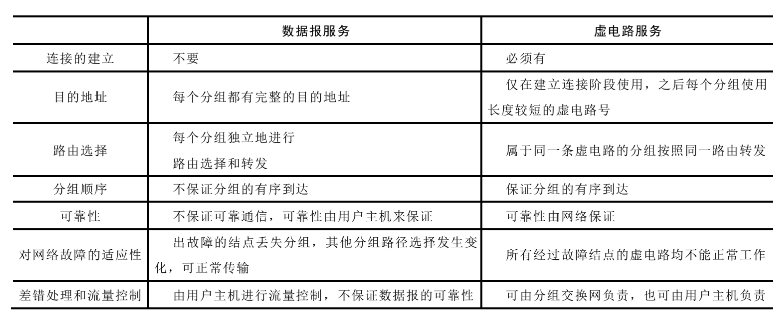 数据报服务 虚电路服务
连接的建立 不要 必须有
目的地址 每个分组都有完整的目的地址 仅在建立连接阶段使用，之后每个分组使用
长度较短的虚电路号
路由选择 每个分组独立地进行
路由选择和转发 属于同一条虚电路的分组按照同一路由转发
分组顺序 不保证分组的有序到达 保证分组的有序到达
可靠性 不保证可靠通信，可靠性由用户主机来保证 可靠性由网络保证
对网络故障的适应性 出故障的结点丢失分组，其他分组路径选择发生变
化，可正常传输 所有经过故障结点的虚电路均不能正常工作
差错处理和流量控制 由用户主机进行流量控制，不保证数据报的可靠性 可由分组交换网负责，也可由用户主机负责